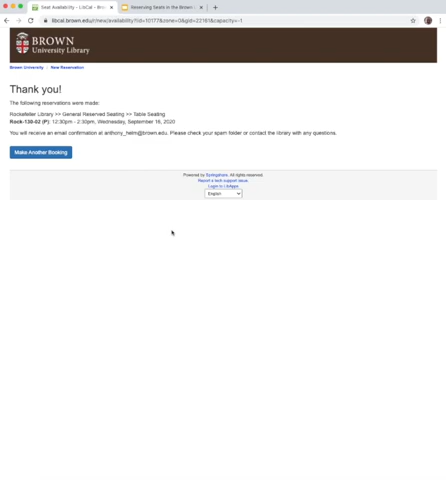 Seat Availability - LibCal - Bro
Reserving Seats in the Brown
libcal.brown.edu/r/new/availability?lid=10177&zone=0&gid=22161&capacity=-1
BROWN
University Library
Brown University
New Reservation
Thank you!
The following reservations were made:
Rockefeller Library >> General Reserved Seating >> Table Seating
Rock-130-02 (P): 12:30pm - 2:30pm, Wednesday, September 16, 2020
You will receive an email confirmation at anthony_helm@brown.edu. Please check your spam folder or contact the library with any questions.
Make Another Booking
Powered by Springshare. All rights reserved.
Report a tech support issue.
Login to LibApps
English